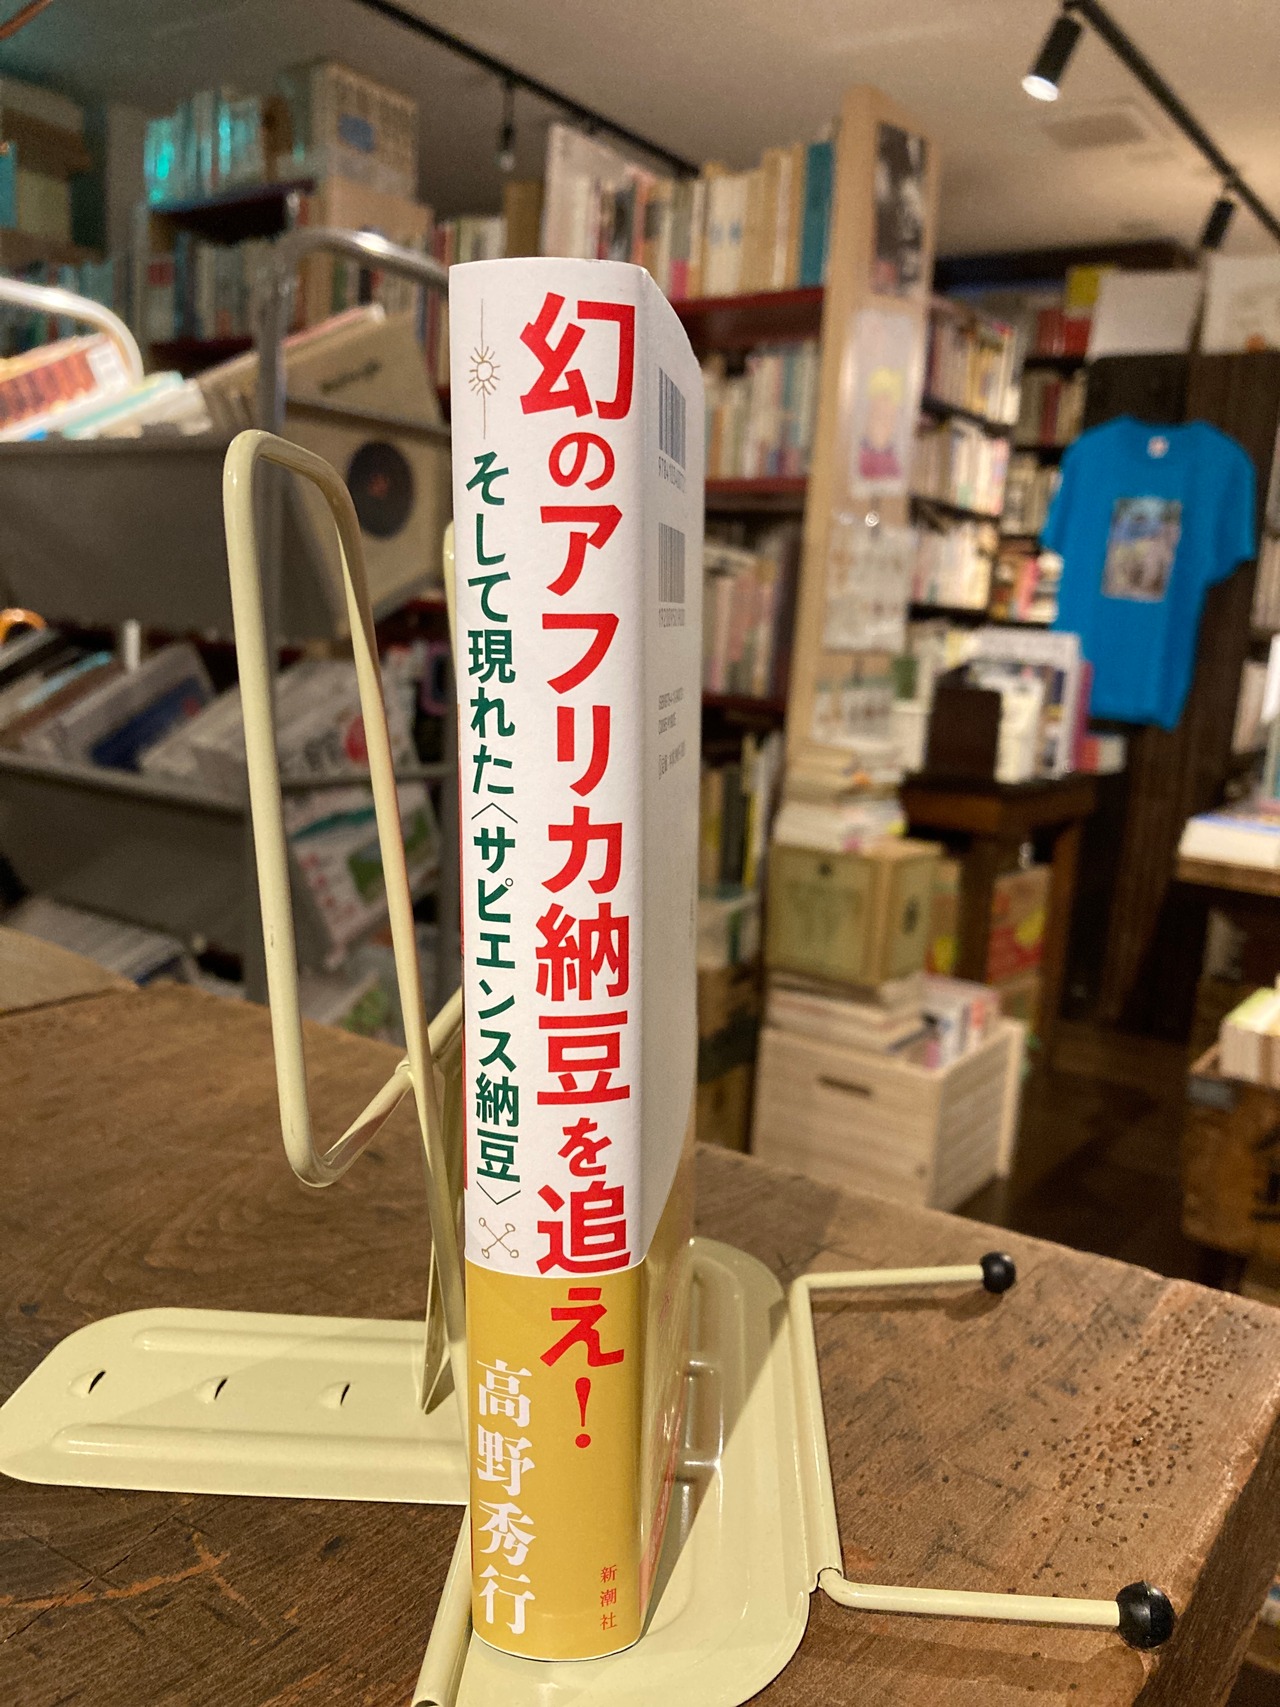 幻のアフリカ納豆を追え!
そして現れた〈サピエンス納豆〉
高野秀行
新潮社